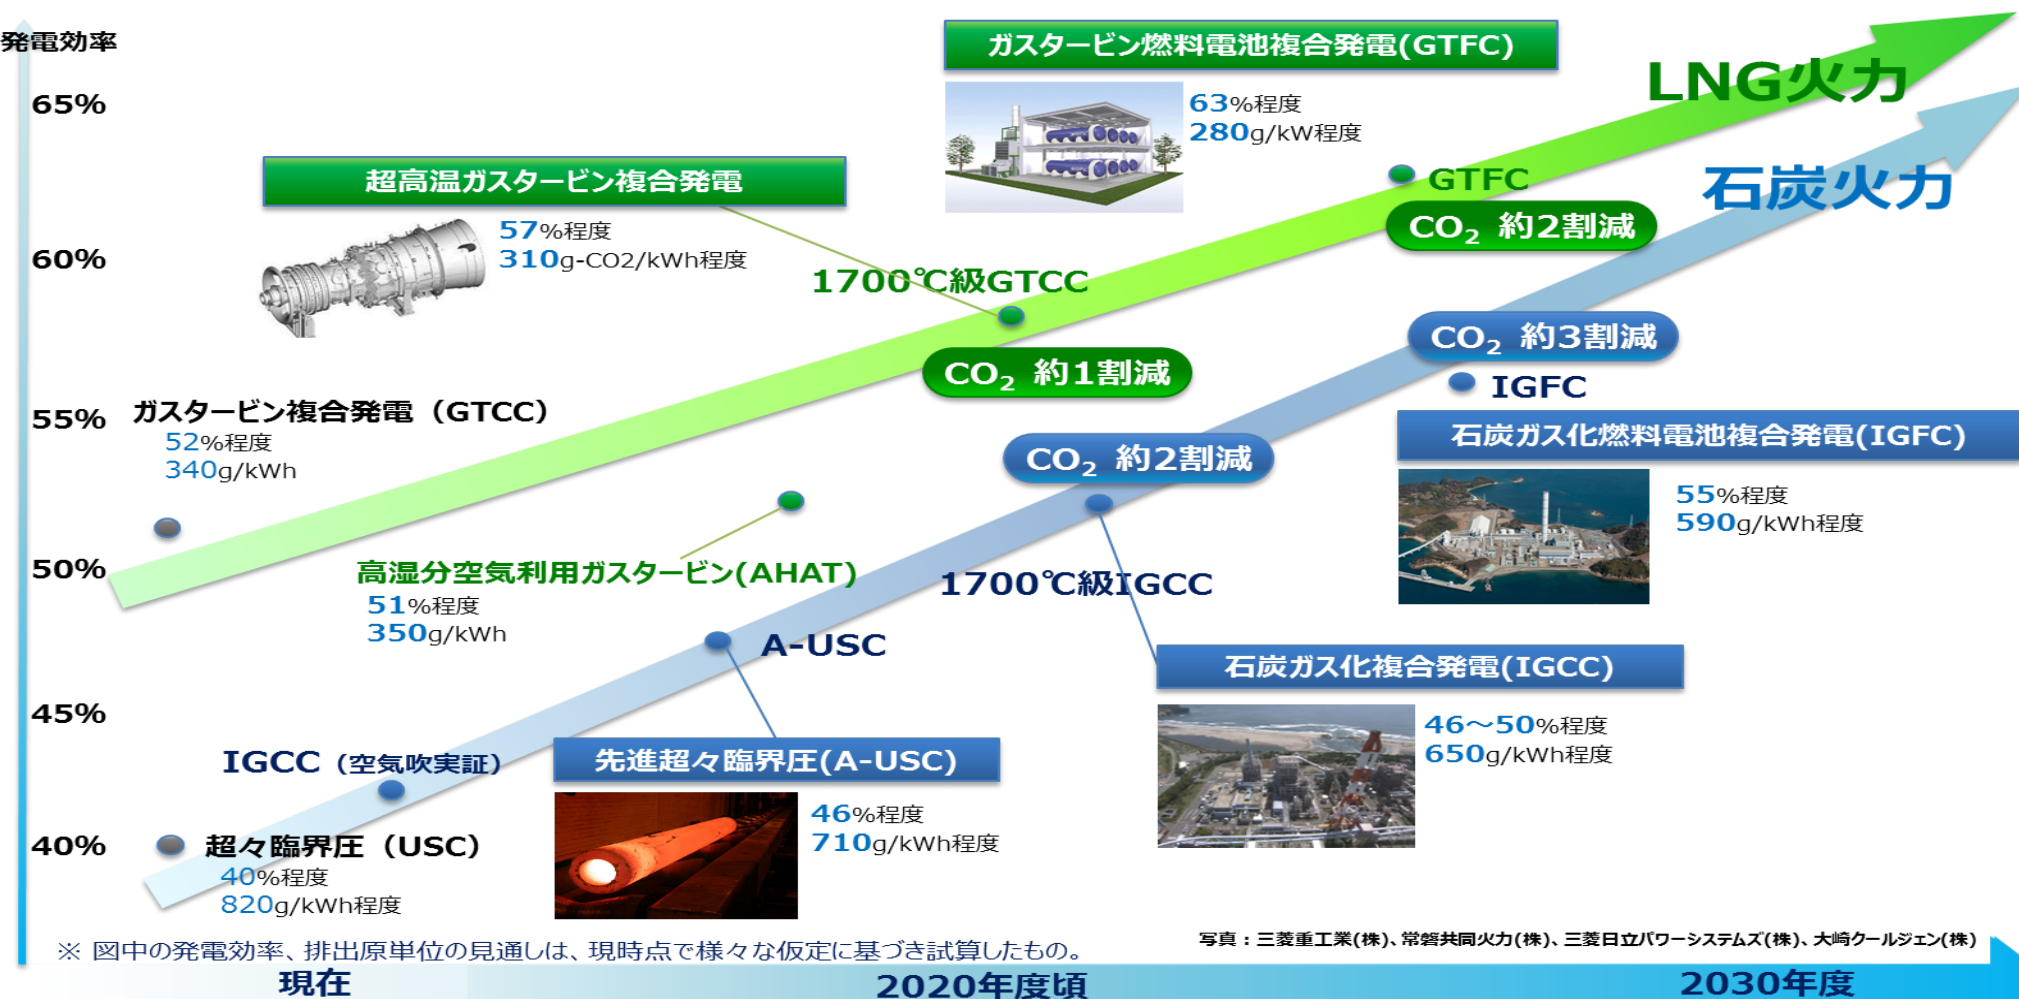 発電効率
65%
60%
55%
50%
45%
40%
ガスタービン燃料電池複合発電(GTFC)
63%程度
280g/kW程度
LNG火力
石炭火力
超高温ガスタービン複合発電
57%程度
310g-CO2/kWh程度
GTFC
CO₂ 約2割減
1700℃級GTCC
CO₂ 約1割減
CO₂ 約3割減
IGFC
ガスタービン複合発電（GTCC）
52%程度
340g/kWh
石炭ガス化燃料電池複合発電(IGFC)
55%程度
590g/kWh程度
CO₂ 約2割減
高湿分空気利用ガスタービン(AHAT)
51%程度
350g/kWh
1700℃級IGCC
A-USC
石炭ガス化複合発電(IGCC)
46～50%程度
650g/kWh程度
IGCC（空気吹実証）
先進超々臨界圧(A-USC)
46%程度
710g/kWh程度
超々臨界圧（USC）
40%程度
820g/kWh程度
※ 図中の発電効率、排出原単位の見通しは、現時点で様々な仮定に基づき試算したもの。
写真：三菱重工業(株)、常磐共同火力(株)、三菱日立パワーシステムズ(株)、大崎クールジェン(株)
現在
2020年度頃
2030年度